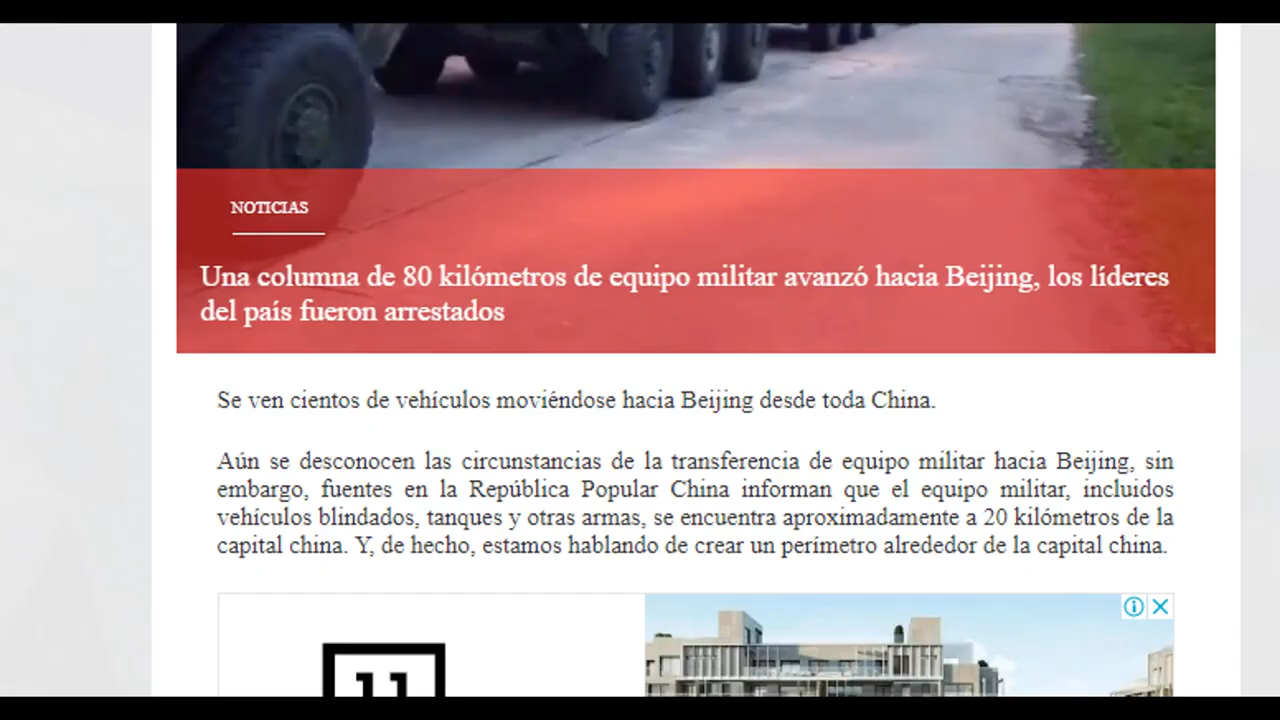 NOTICIAS
Una columna de 80 kilómetros de equipo militar avanzó hacia Beijing, los líderes
del país fueron arrestados
Se ven cientos de vehículos moviéndose hacia Beijing desde toda China.
Aún se desconocen las circunstancias de la transferencia de equipo militar hacia Beijing, sin
embargo, fuentes en la República Popular China informan que el equipo militar, incluidos
vehículos blindados, tanques y otras armas, se encuentra aproximadamente a 20 kilómetros de la
capital china. Y, de hecho, estamos hablando de crear un perímetro alrededor de la capital china.